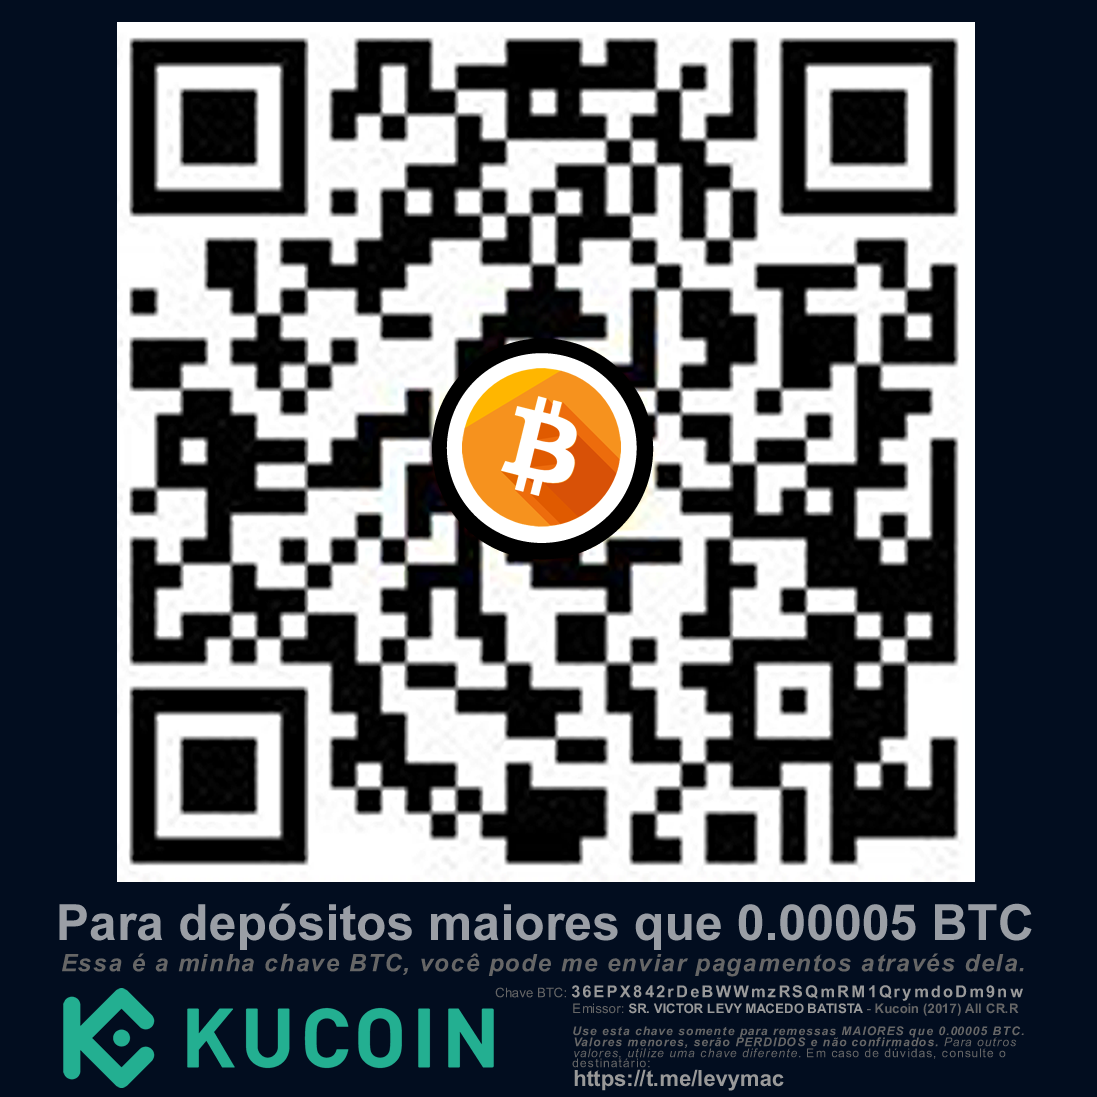 Para depósitos maiores que 0.00005 BTC
Essa é a minha chave BTC, você pode me enviar pagamentos através dela.
KUCOIN
Chave BTC: 36EPX842rDeBWWmzRSQmRM1QrymdoDm9nw
Emissor: SR. VICTOR LEVY MACEDO BATISTA - Kucoin (2017) All CR.R
Use esta chave somente para remessas MAIORES que 0.00005 BTC.
Valores menores, serão PERDIDOS e não confirmados. Para outros
valores, utilize uma chave diferente. Em caso de dúvidas, consulte o
destinatário:
https://t.me/levymac